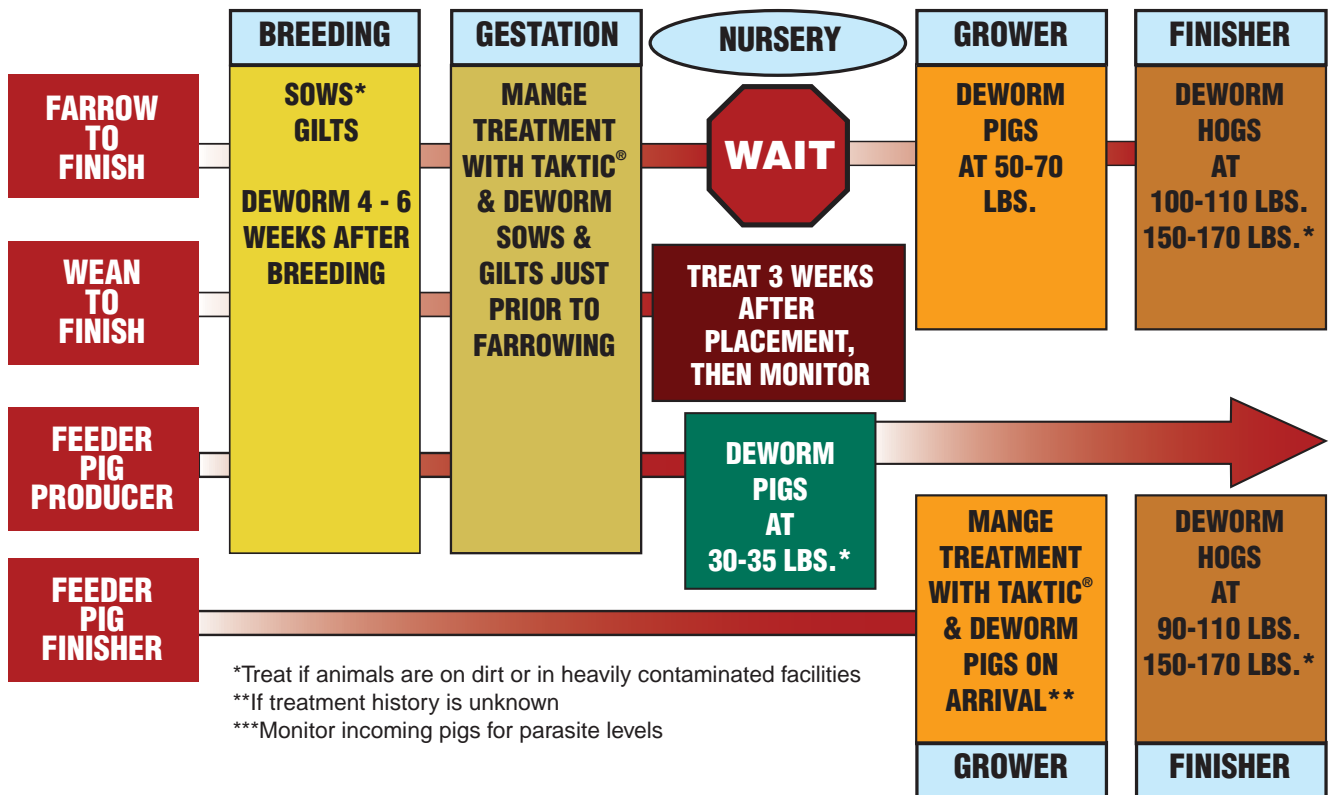 BREEDING
GESTATION
NURSERY
GROWER
FINISHER
FARROW
TO
FINISH
SOWS*
GILTS
DEWORM 4 - 6
WEEKS AFTER
BREEDING
MANGE
TREATMENT
WITH TAKTIC®
& DEWORM
SOWS &
GILTS JUST
PRIOR TO
FARROWING
WAIT
DEWORM
PIGS
AT 50-70
LBS.
DEWORM
HOGS
AT
100-110 LBS.
150-170 LBS.*
WEAN
TO
FINISH
TREAT 3 WEEKS
AFTER
PLACEMENT,
THEN MONITOR
FEEDER
PIG
PRODUCER
DEWORM
PIGS
AT
30-35 LBS.*
FEEDER
PIG
FINISHER
MANGE
TREATMENT
WITH TAKTIC®
& DEWORM
PIGS ON
ARRIVAL**
DEWORM
HOGS
AT
90-110 LBS.
150-170 LBS.*
*Treat if animals are on dirt or in heavily contaminated facilities
**If treatment history is unknown
***Monitor incoming pigs for parasite levels
GROWER
FINISHER